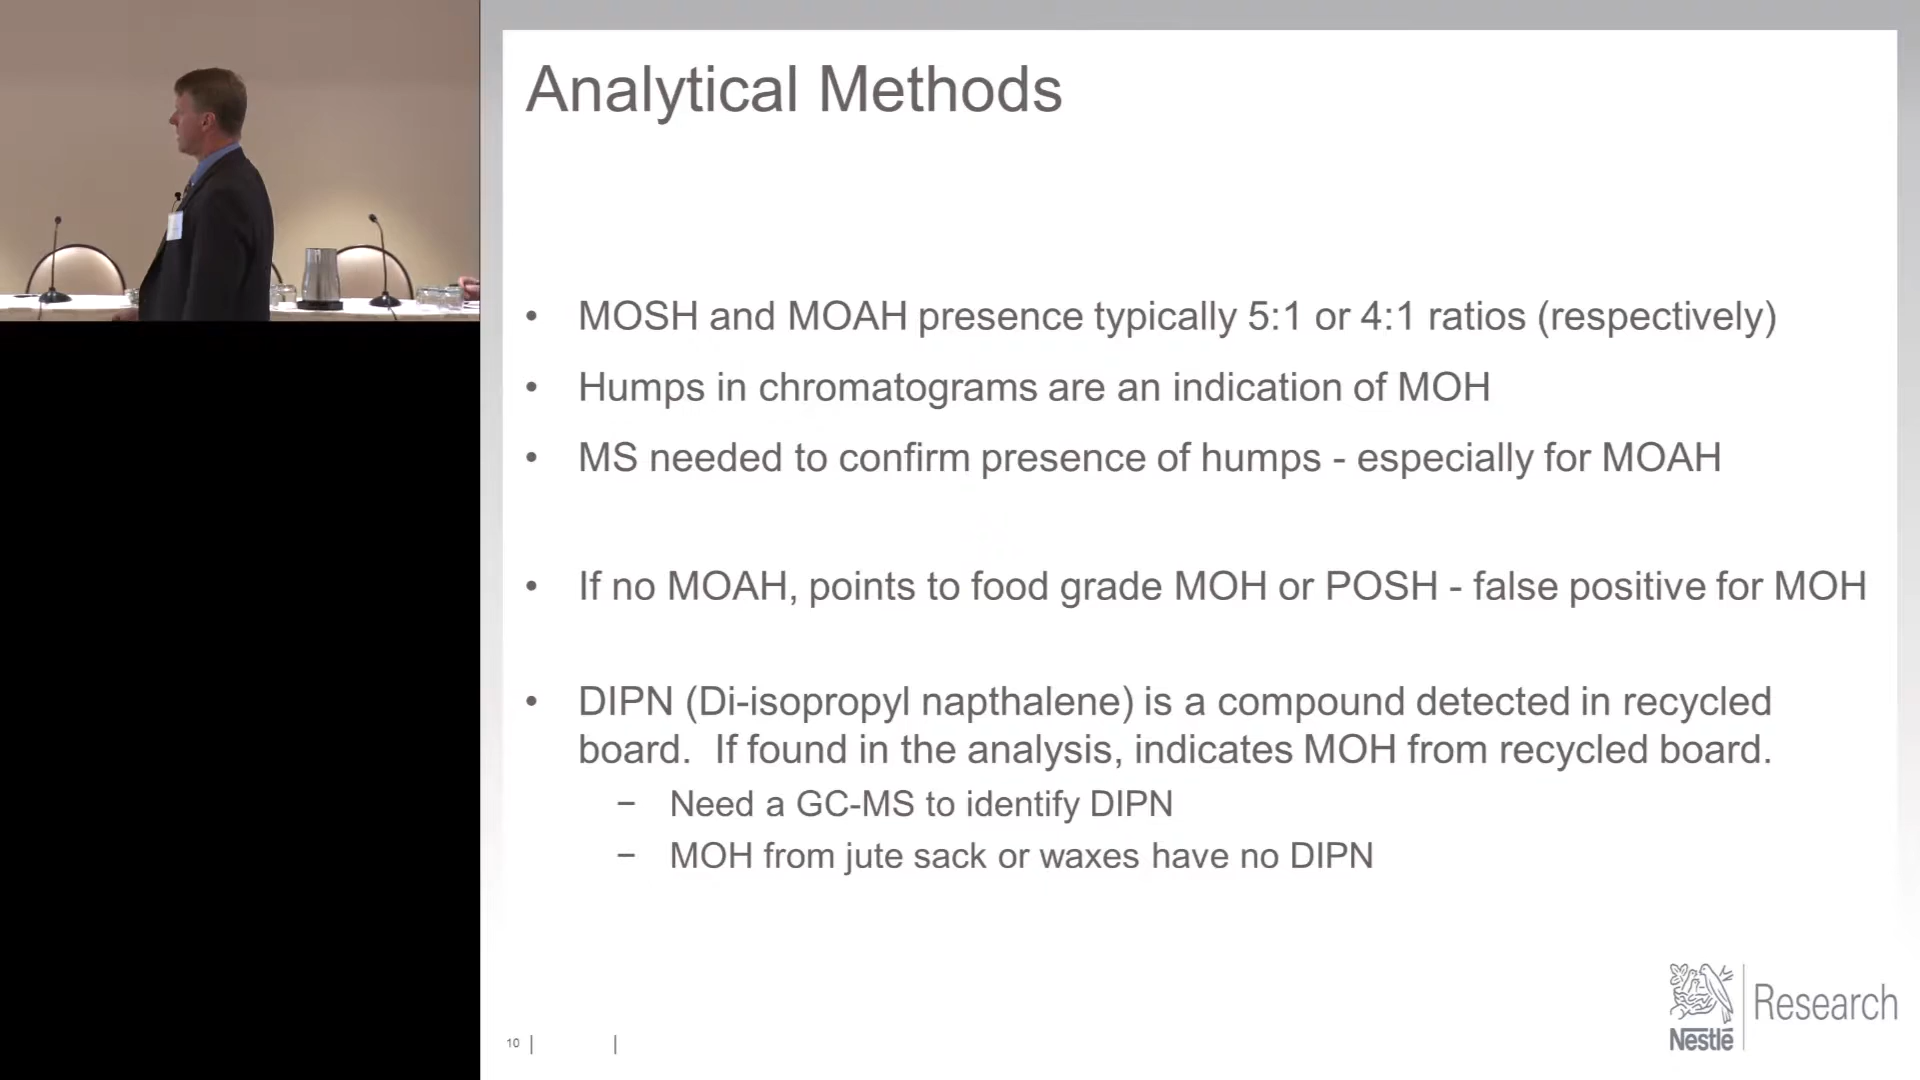 Analytical Methods
• MOSH and MOAH presence typically 5:1 or 4:1 ratios (respectively)
• Humps in chromatograms are an indication of MOH
• MS needed to confirm presence of humps - especially for MOAH
• If no MOAH, points to food grade MOH or POSH - false positive for MOH
• DIPN (Di-isopropyl napthalene) is a compound detected in recycled
board. If found in the analysis, indicates MOH from recycled board.
− Need a GC-MS to identify DIPN
− MOH from jute sack or waxes have no DIPN
10
Nestlé
Research